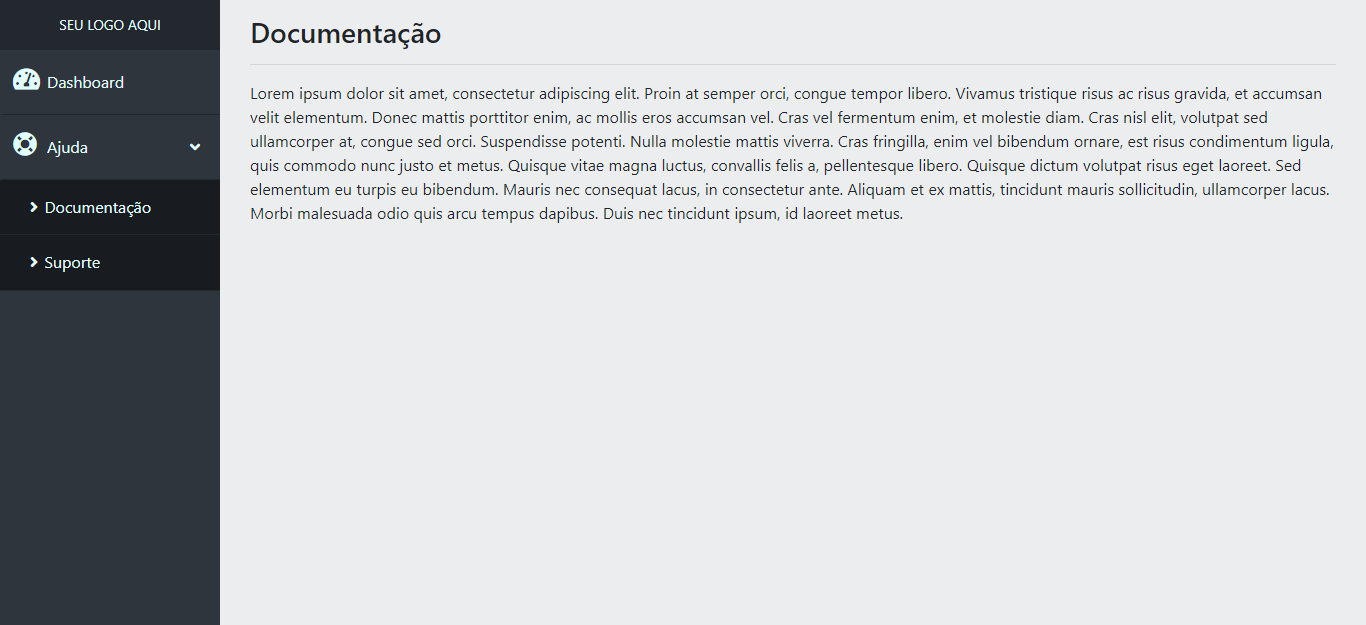 SEU LOGO AQUI
Dashboard
Ajuda
Documentação
Suporte
Documentação
Lorem ipsum dolor sit amet, consectetur adipiscing elit. Proin at semper orci, congue tempor libero. Vivamus tristique risus ac risus gravida, et accumsan
velit elementum. Donec mattis porttitor enim, ac mollis eros accumsan vel. Cras vel fermentum enim, et molestie diam. Cras nisl elit, volutpat sed
ullamcorper at, congue sed orci. Suspendisse potenti. Nulla molestie mattis viverra. Cras fringilla, enim vel bibendum ornare, est risus condimentum ligula,
quis commodo nunc justo et metus. Quisque vitae magna luctus, convallis felis a, pellentesque libero. Quisque dictum volutpat risus eget laoreet. Sed
elementum eu turpis eu bibendum. Mauris nec consequat lacus, in consectetur ante. Aliquam et ex mattis, tincidunt mauris sollicitudin, ullamcorper lacus.
Morbi malesuada odio quis arcu tempus dapibus. Duis nec tincidunt ipsum, id laoreet metus.